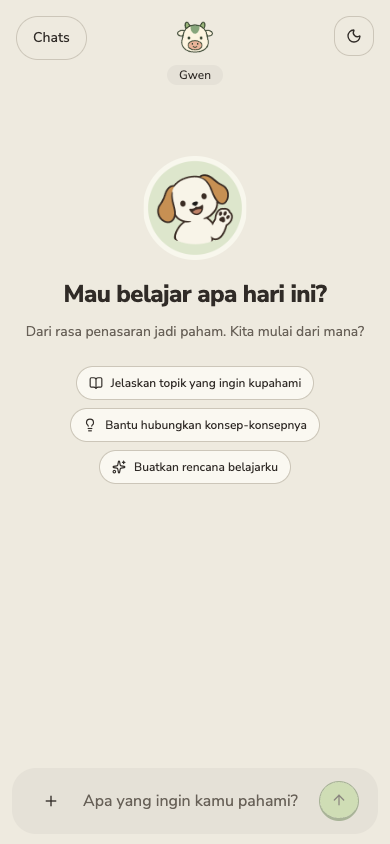 Chats
Gwen
Mau belajar apa hari ini?
Dari rasa penasaran jadi paham. Kita mulai dari mana?
Jelaskan topik yang ingin kupahami
Bantu hubungkan konsep-konsepnya
Buatkan rencana belajarku
Apa yang ingin kamu pahami?